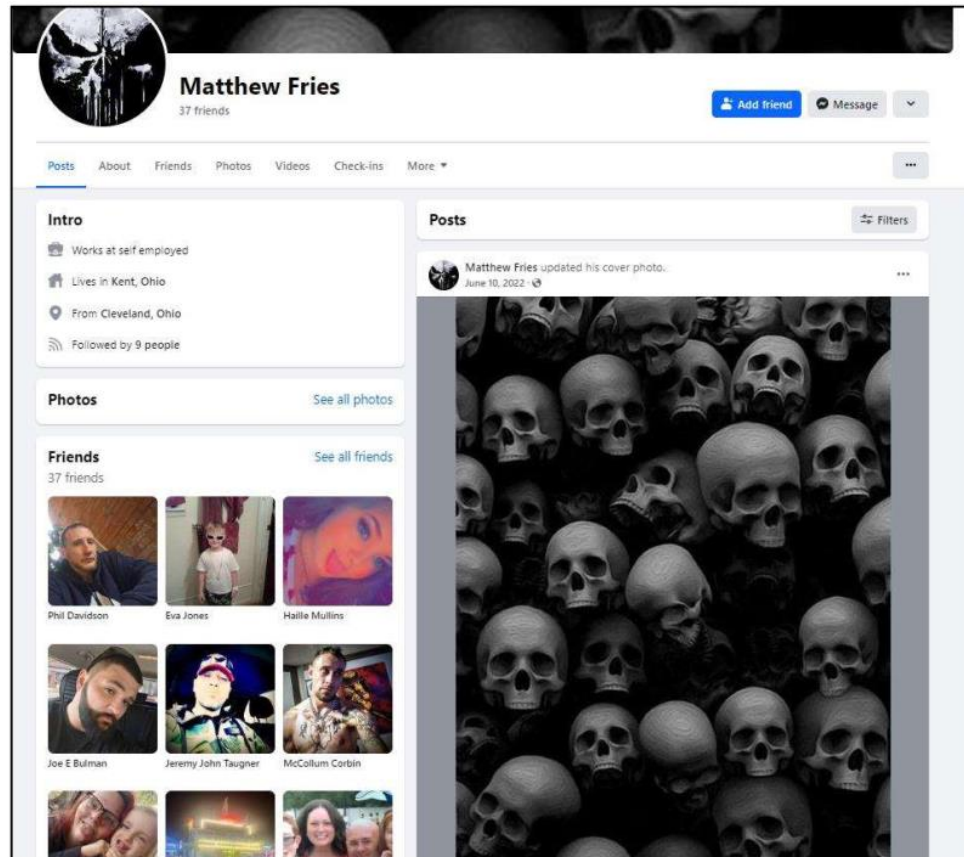 Matthew Fries
37 friends
Add friend
Message
Posts
About
Friends
Photos
Videos
Check-ins
More
Intro
Works at self employed
Lives in Kent, Ohio
From Cleveland, Ohio
Followed by 9 people
Photos
See all photos
Friends
See all friends
37 friends
Phil Davidson
Eva Jones
Haille Mullins
Joe E Bulman
Jeremy John Taugner
McCollum Corbin
Posts
Filters
Matthew Fries updated his cover photo.
June 10, 2022 ·